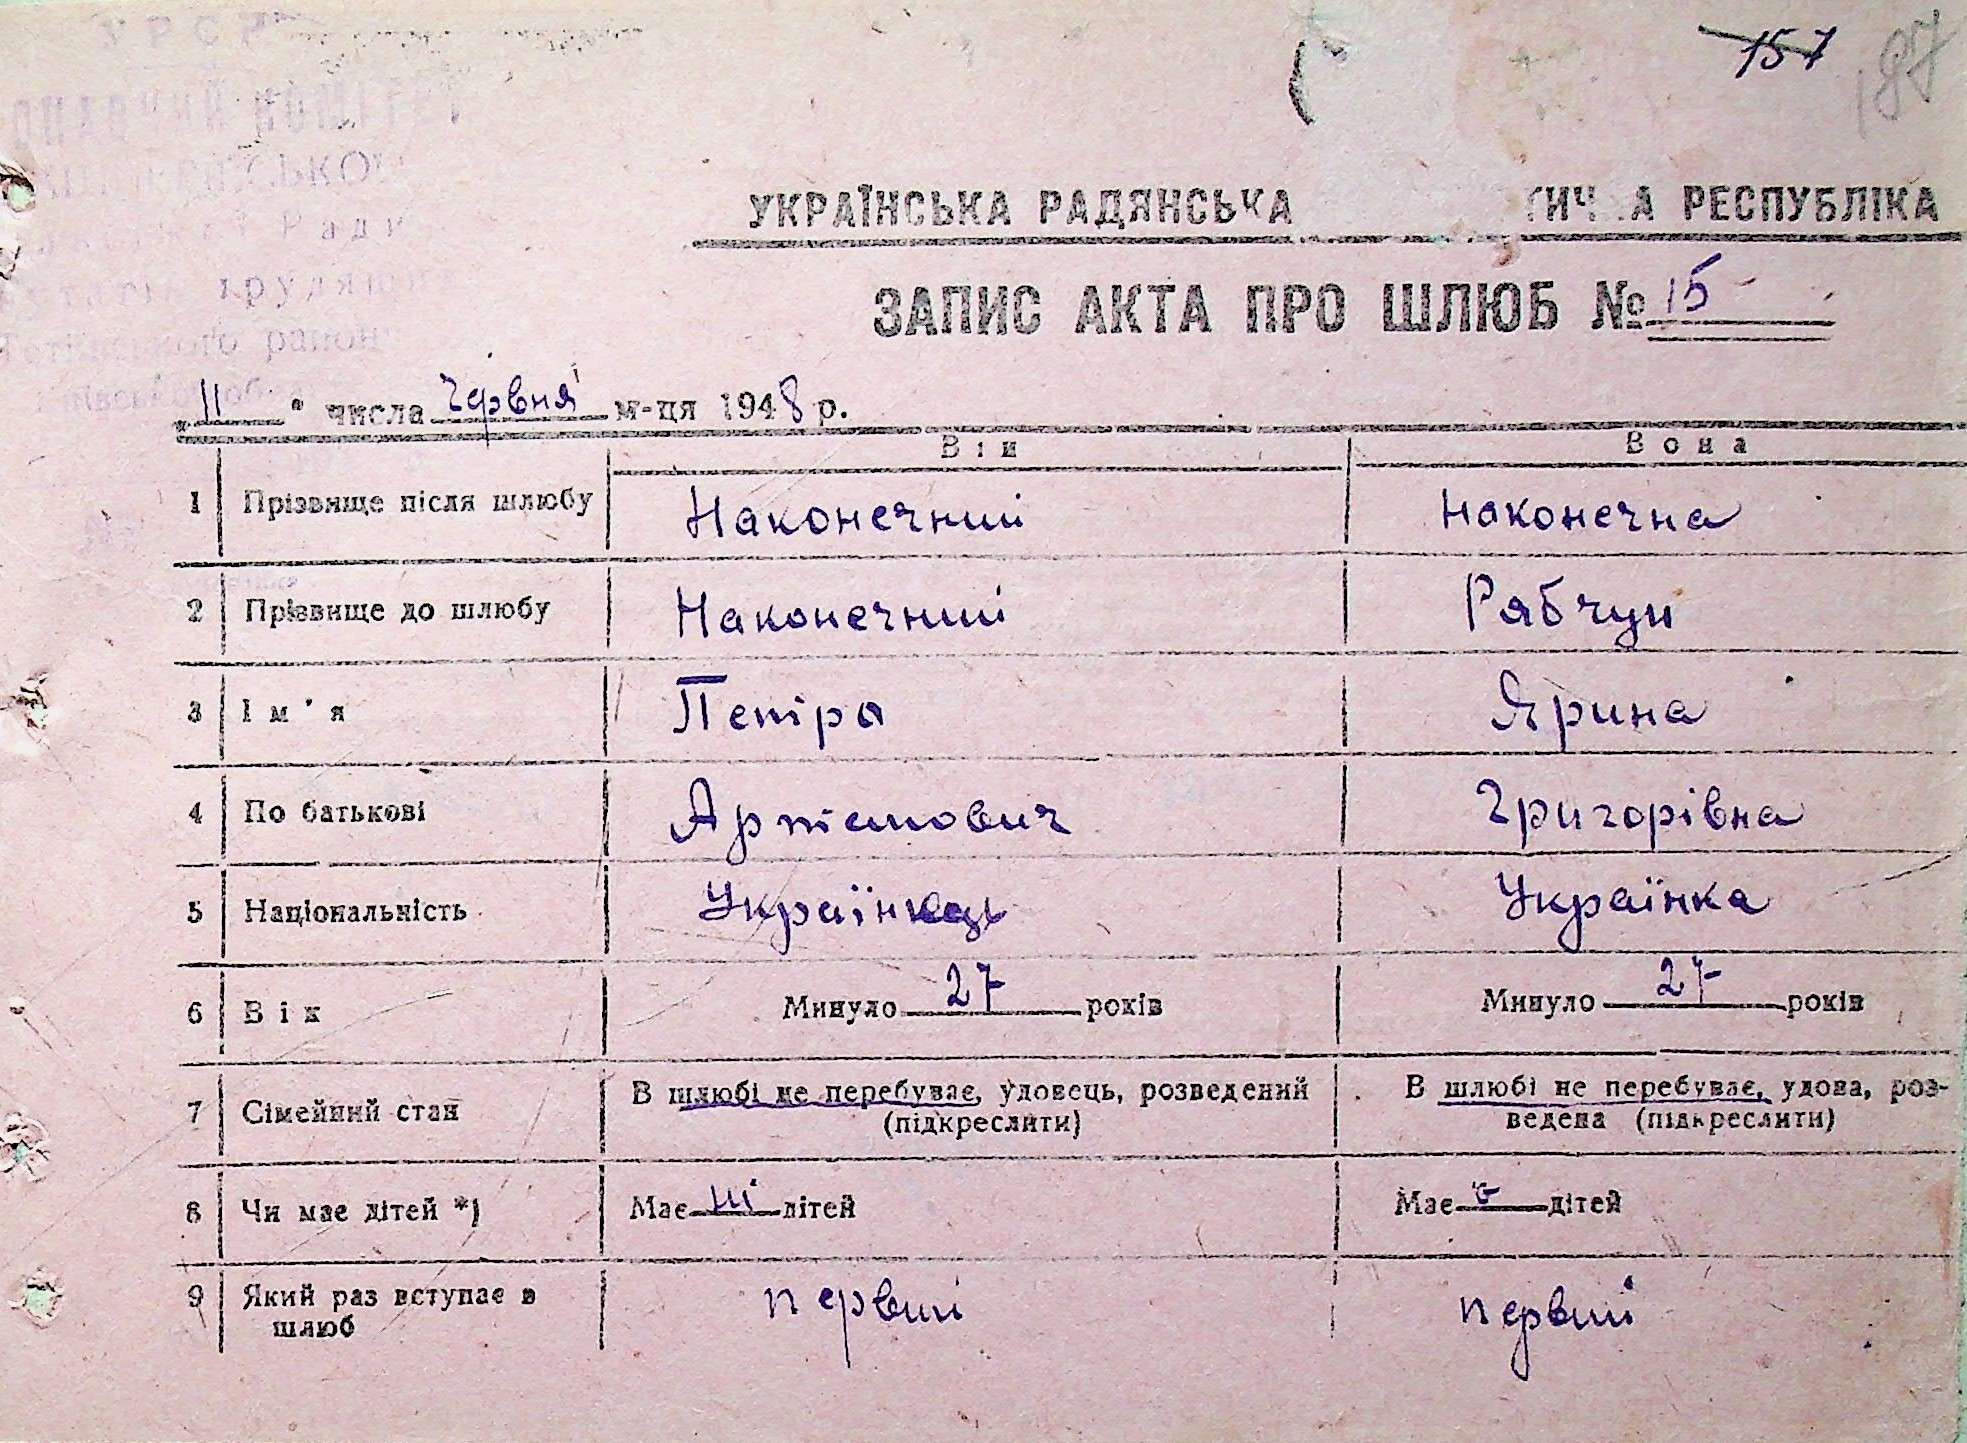 157 187
УКРАЇНСЬКА РАДЯНСЬКА РЕСПУБЛІКА
ЗАПИС АКТА ПРО ШЛЮБ № 15
„ 11 " числа червня м-ця 1948 р.
Він Вона
1 Прізвище після шлюбу Наконечний Наконечна
2 Прізвище до шлюбу Наконечний Рябчун
3 Ім'я Петро Ярина
4 По батькові Григорівна
5 Національність Українець Українка
6 Вік Минуло 27 років Минуло 27 років
7 Сімейний стан В шлюбі не перебуває, удовець, розведений В шлюбі не перебуває, удова, роз-
(підкреслити) ведена (підкреслити)
8 Чи має дітей *) Має дітей Має дітей
9 Який раз вступає в первий первий
шлюб